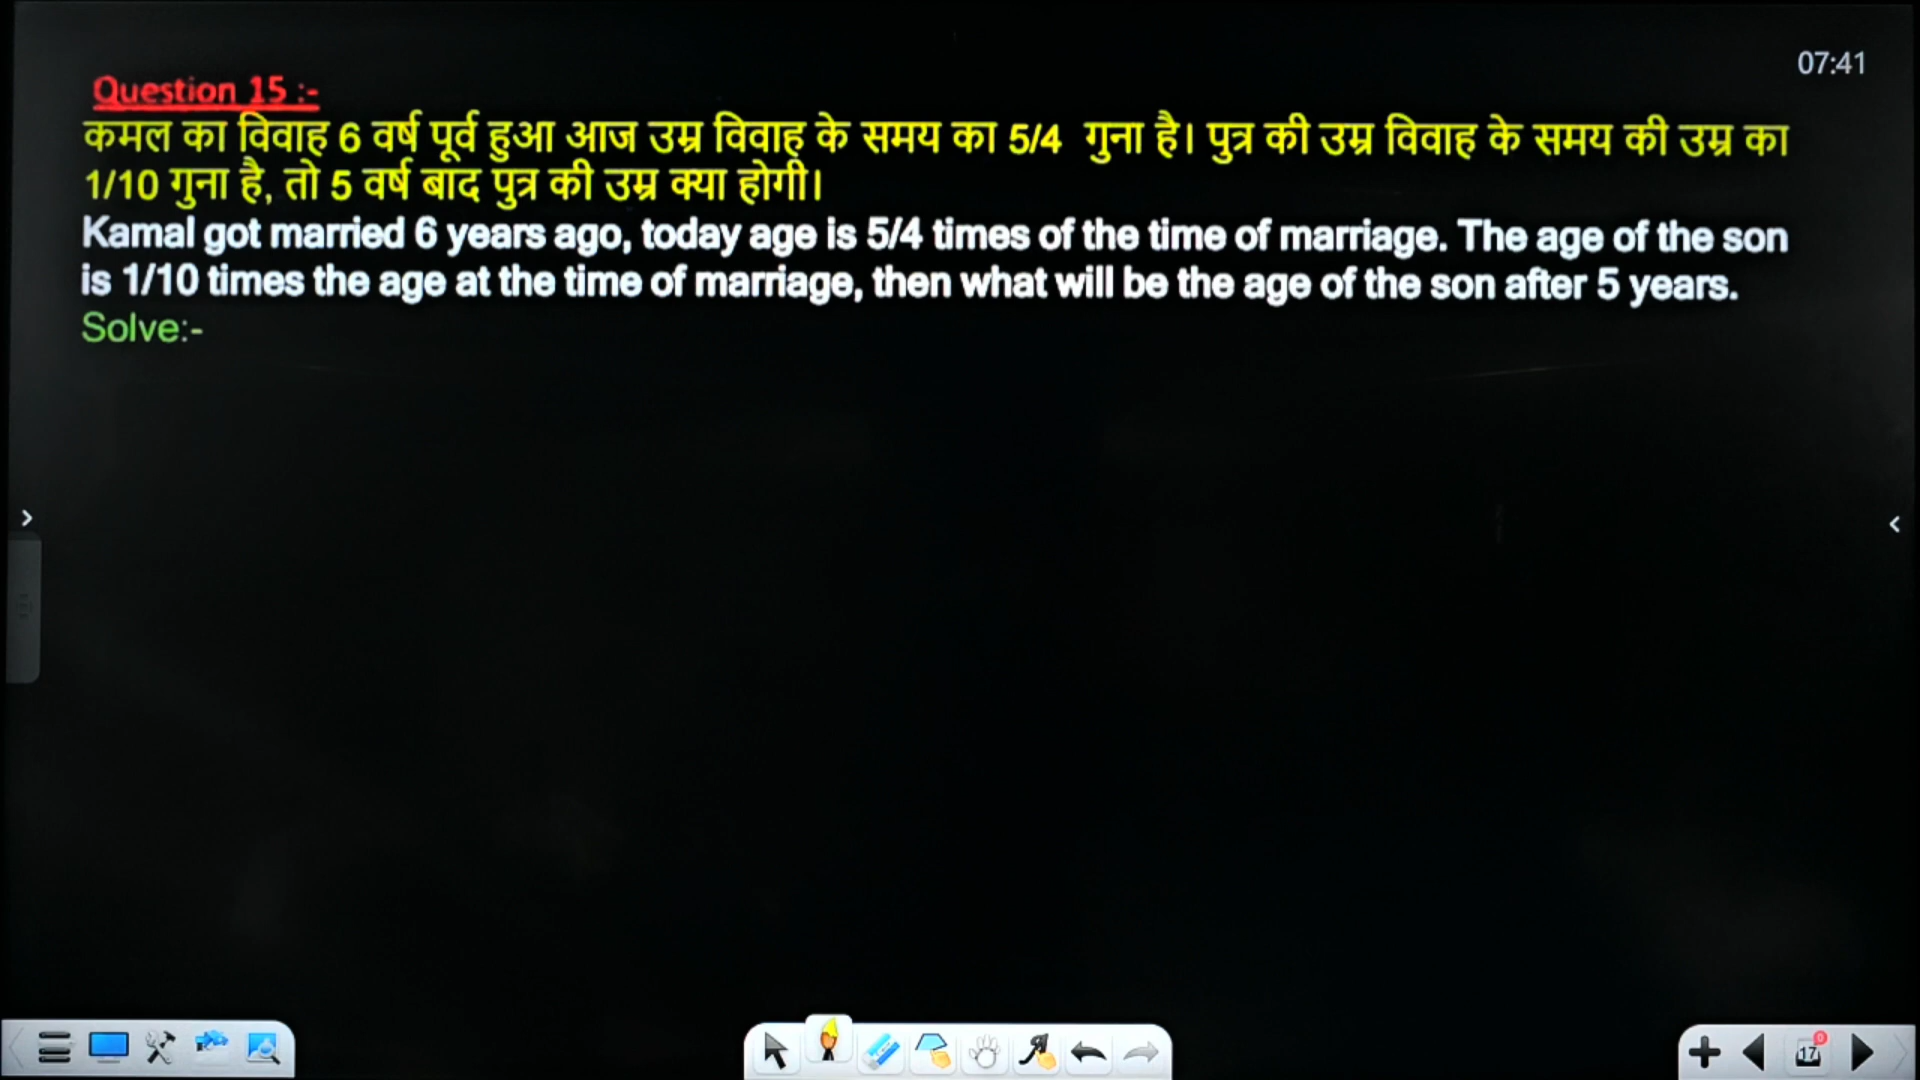 07:41
Question 15 :-
कमल का विवाह 6 वर्ष पूर्व हुआ आज उम्र विवाह के समय का 5/4 गुना है। पुत्र की उम्र विवाह के समय की उम्र का
1/10 गुना है, तो 5 वर्ष बाद पुत्र की उम्र क्या होगी।
Kamal got married 6 years ago, today age is 5/4 times of the time of marriage. The age of the son
is 1/10 times the age at the time of marriage, then what will be the age of the son after 5 years.
Solve:-
17
0